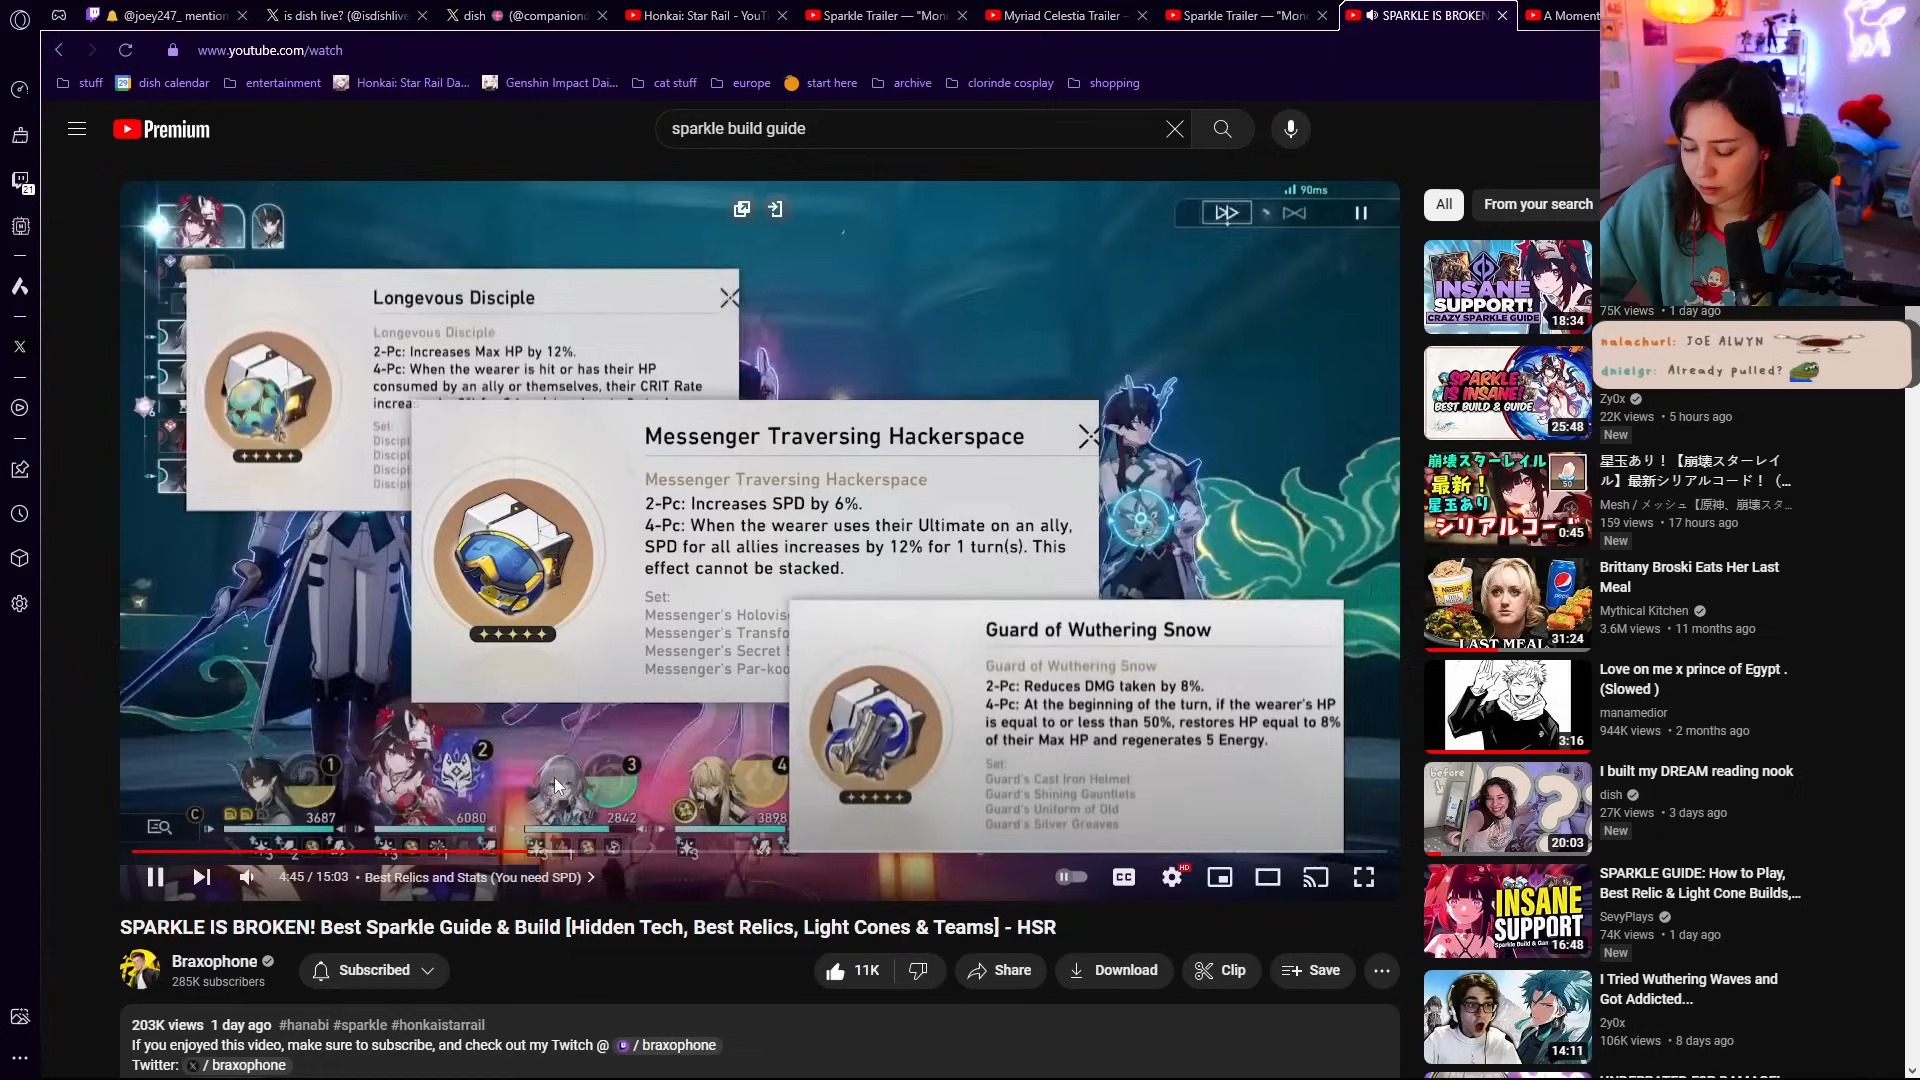 @joey247_ mention
is dish live? (@isdishlive
dish
(@companiond
Honkai: Star Rail - YouT
Sparkle Trailer — "Mon
Myriad Celestia Trailer -
Sparkle Trailer — "Mon
SPARKLE IS BROKEN
A Moment
www.youtube.com/watch
stuff
dish calendar
entertainment
Honkai: Star Rail Da...
Genshin Impact Dai...
cat stuff
europe
start here
archive
clorinde cosplay
shopping
21
Premium
sparkle build guide
90ms
Longevous Disciple
Longevous Disciple
2-Pc: Increases Max HP by 12%.
4-Pc: When the wearer is hit or has their HP
consumed by an ally or themselves, their CRIT Rate
Set:
Messenger Traversing Hackerspace
Messenger Traversing Hackerspace
2-Pc: Increases SPD by 6%.
4-Pc: When the wearer uses their Ultimate on an ally,
SPD for all allies increases by 12% for 1 turn(s). This
effect cannot be stacked.
Set:
Messenger's Holovis
Messenger's Transfo
Messenger's Secret
Messenger's Par-koo
Guard of Wuthering Snow
Guard of Wuthering Snow
2-Pc: Reduces DMG taken by 8%.
4-Pc: At the beginning of the turn, if the wearer's HP
is equal to or less than 50%, restores HP equal to 8%
of their Max HP and regenerates 5 Energy.
Set:
Guard's Cast Iron Helmet
Guard's Shining Gauntlets
Guard's Uniform of Old
Guard's Silver Greaves
1
2
3
4
C
3687
6080
2842
3898
4:45 / 15:03 • Best Relics and Stats (You need SPD)
CC
HD
SPARKLE IS BROKEN! Best Sparkle Guide & Build [Hidden Tech, Best Relics, Light Cones & Teams] - HSR
Braxophone
285K subscribers
Subscribed
11K
Share
Download
Clip
Save
203K views 1 day ago #hanabi #sparkle #honkaistarrail
If you enjoyed this video, make sure to subscribe, and check out my Twitch @ / braxophone
Twitter: / braxophone
All
From your search
INSANE
SUPPORT!
CRAZY SPARKLE GUIDE
18:34
75K views • 1 day ago
nalachurl: JOE ALWYN
dnielgr: Already pulled?
SPARKLE
IS INSANE!
BEST BUILD & GUIDE
25:48
Zy0x
22K views • 5 hours ago
New
崩壊スターレイル
最新！
星玉あり
シリアルコード
50
0:45
星玉あり！【崩壊スターレイ
ル】最新シリアルコード！（...
Mesh / メッシュ【原神、崩壊スタ...
159 views • 17 hours ago
New
LAST MEAL
31:24
Brittany Broski Eats Her Last
Meal
Mythical Kitchen
3.6M views • 11 months ago
3:16
Love on me x prince of Egypt .
(Slowed )
manamedior
944K views • 2 months ago
before
20:03
I built my DREAM reading nook
dish
27K views • 3 days ago
New
INSANE
SUPPORT
16:48
SPARKLE GUIDE: How to Play,
Best Relic & Light Cone Builds,...
SevyPlays
74K views • 1 day ago
New
14:11
I Tried Wuthering Waves and
Got Addicted...
2y0x
106K views • 8 days ago